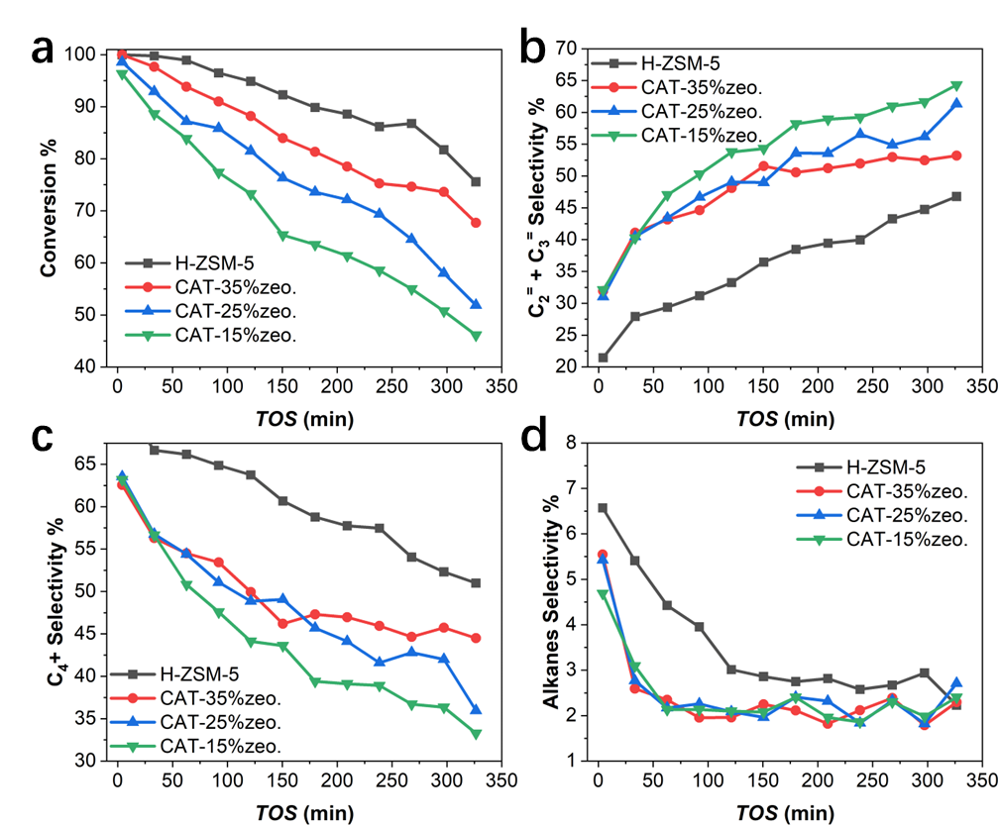 a
100
90
80
70
60
50
40
Conversion %
H-ZSM-5
CAT-35%zeo.
CAT-25%zeo.
CAT-15%zeo.
0 50 100 150 200 250 300 350
TOS (min)
b
70
65
60
55
50
45
40
35
30
25
20
C2= + C3= Selectivity %
H-ZSM-5
CAT-35%zeo.
CAT-25%zeo.
CAT-15%zeo.
0 50 100 150 200 250 300 350
TOS (min)
c
65
60
55
50
45
40
35
30
C4+ Selectivity %
H-ZSM-5
CAT-35%zeo.
CAT-25%zeo.
CAT-15%zeo.
0 50 100 150 200 250 300 350
TOS (min)
d
8
7
6
5
4
3
2
1
Alkanes Selectivity %
H-ZSM-5
CAT-35%zeo.
CAT-25%zeo.
CAT-15%zeo.
0 50 100 150 200 250 300 350
TOS (min)